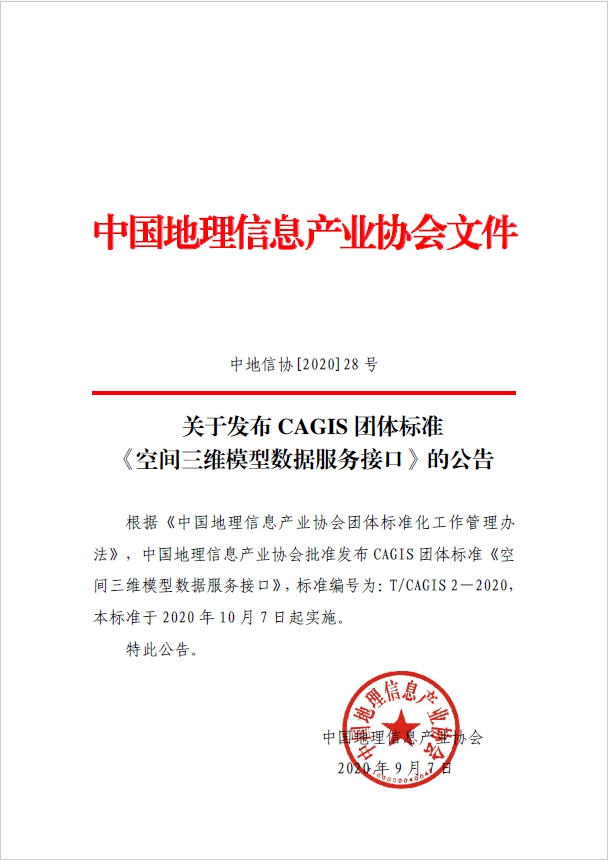 中国地理信息产业协会文件
中地信协[2020]28 号
关于发布 CAGIS 团体标准
《空间三维模型数据服务接口》的公告
根据《中国地理信息产业协会团体标准化工作管理办
法》，中国地理信息产业协会批准发布 CAGIS 团体标准《空
间三维模型数据服务接口》，标准编号为：T/CAGIS 2—2020，
本标准于 2020 年 10 月 7 日起实施。
特此公告。
中国地理信息产业协会
中国地理信息产业协会
2020 年 9 月 7 日